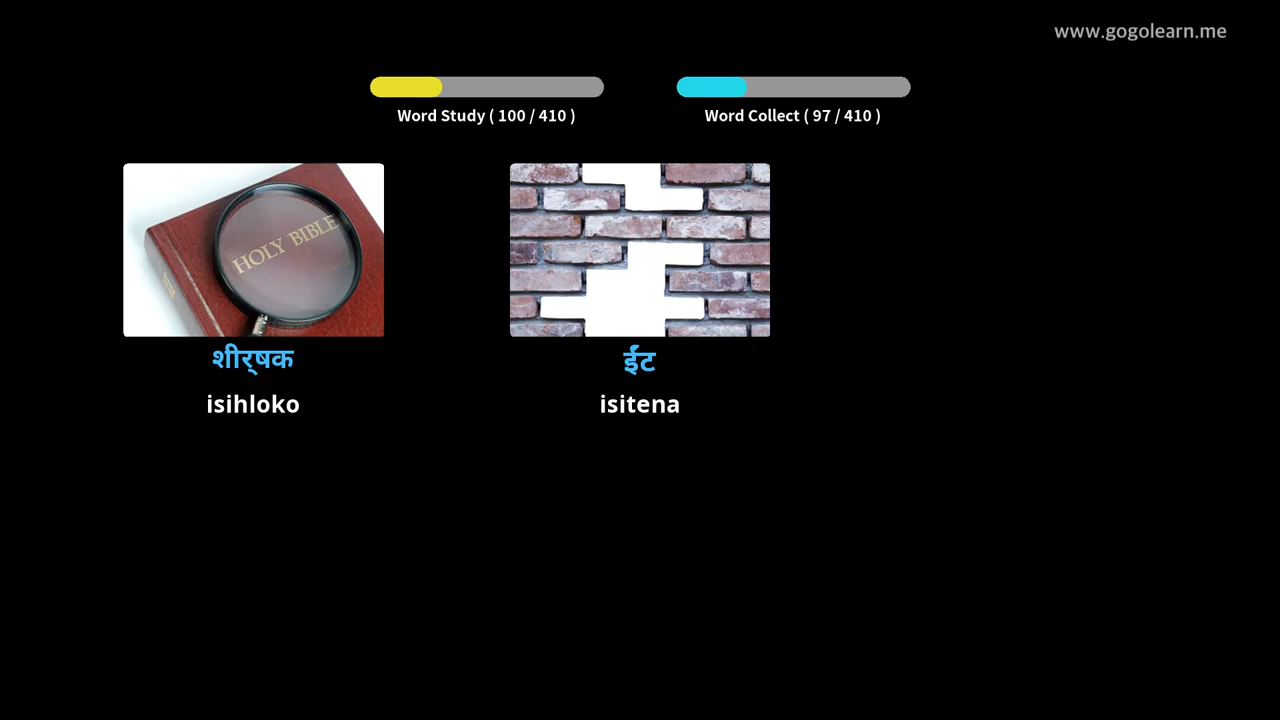 www.gogolearn.me
Word Study ( 100 / 410 )
Word Collect ( 97 / 410 )
HOLY BIBLE
शीर्‌षक
ईंट
isihloko
isitena